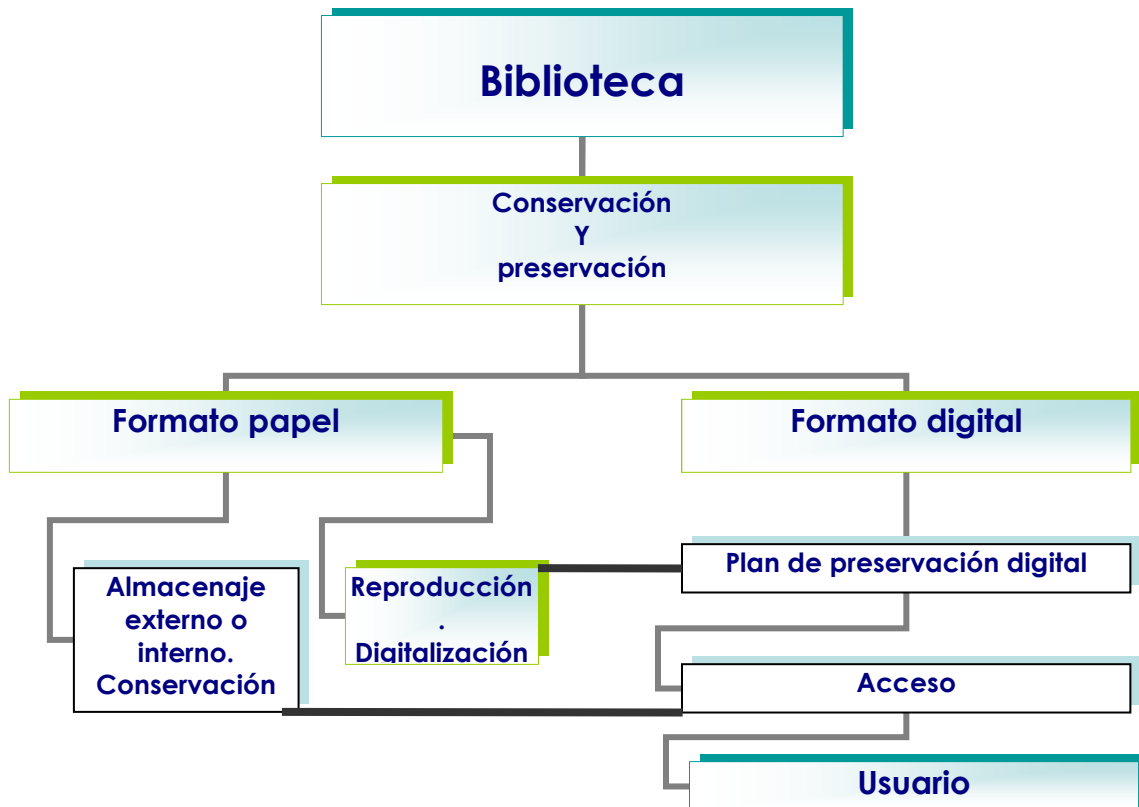 Biblioteca
Conservación
Y
preservación
Formato papel
Formato digital
Almacenaje
externo o
interno.
Conservación
Reproducción
.
Digitalización
Plan de preservación digital
Acceso
Usuario